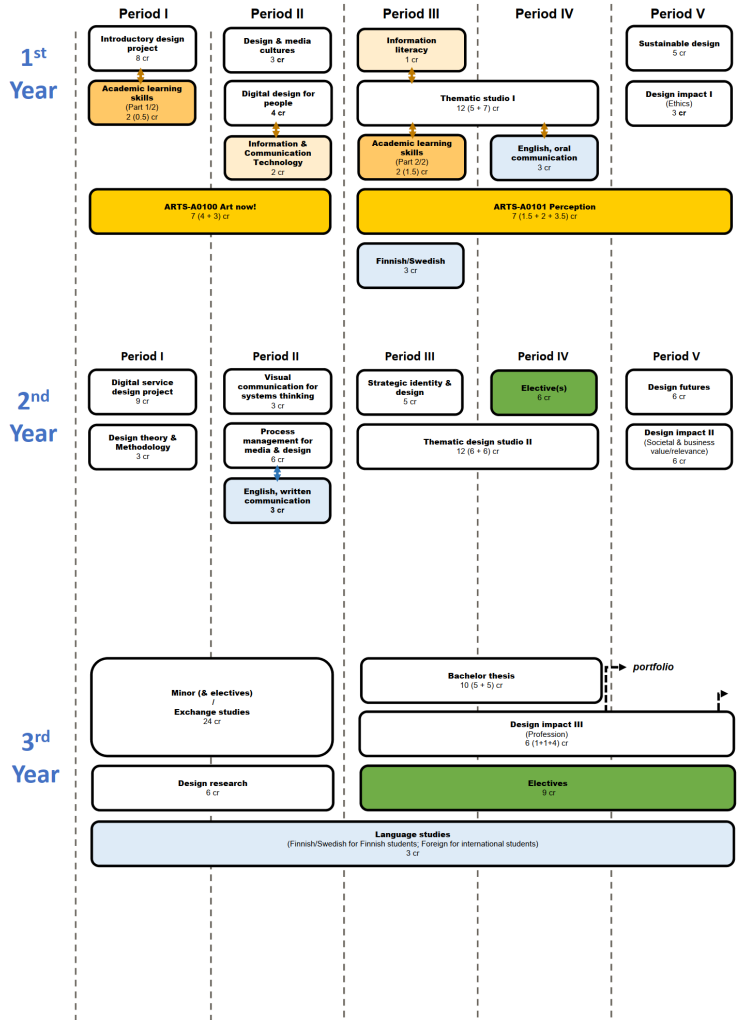 Period I Period II Period III Period IV Period V
1st
Year
Introductory design
project
8 cr
Design & media
cultures
3 cr
Information
literacy
1 cr
Sustainable design
5 cr
Academic learning
skills
(Part 1/2)
2 (0.5) cr
Digital design for
people
4 cr
Thematic studio I
12 (5 + 7) cr
Design impact I
(Ethics)
3 cr
Information &
Communication
Technology
2 cr
Academic learning
skills
(Part 2/2)
2 (1.5) cr
English, oral
communication
3 cr
ARTS-A0100 Art now!
7 (4 + 3) cr
ARTS-A0101 Perception
7 (1.5 + 2 + 3.5) cr
Finnish/Swedish
3 cr
Period I Period II Period III Period IV Period V
2nd
Year
Digital service
design project
9 cr
Visual
communication for
systems thinking
3 cr
Strategic identity &
design
5 cr
Elective(s)
6 cr
Design futures
6 cr
Design theory &
Methodology
3 cr
Process
management for
media & design
6 cr
Thematic design studio II
12 (6 + 6) cr
Design impact II
(Societal & business
value/relevance)
6 cr
English, written
communication
3 cr
3rd
Year
Minor (& electives)
/
Exchange studies
24 cr
Bachelor thesis
10 (5 + 5) cr
portfolio
Design impact III
(Profession)
6 (1+1+4) cr
Design research
6 cr
Electives
9 cr
Language studies
(Finnish/Swedish for Finnish students; Foreign for international students)
3 cr